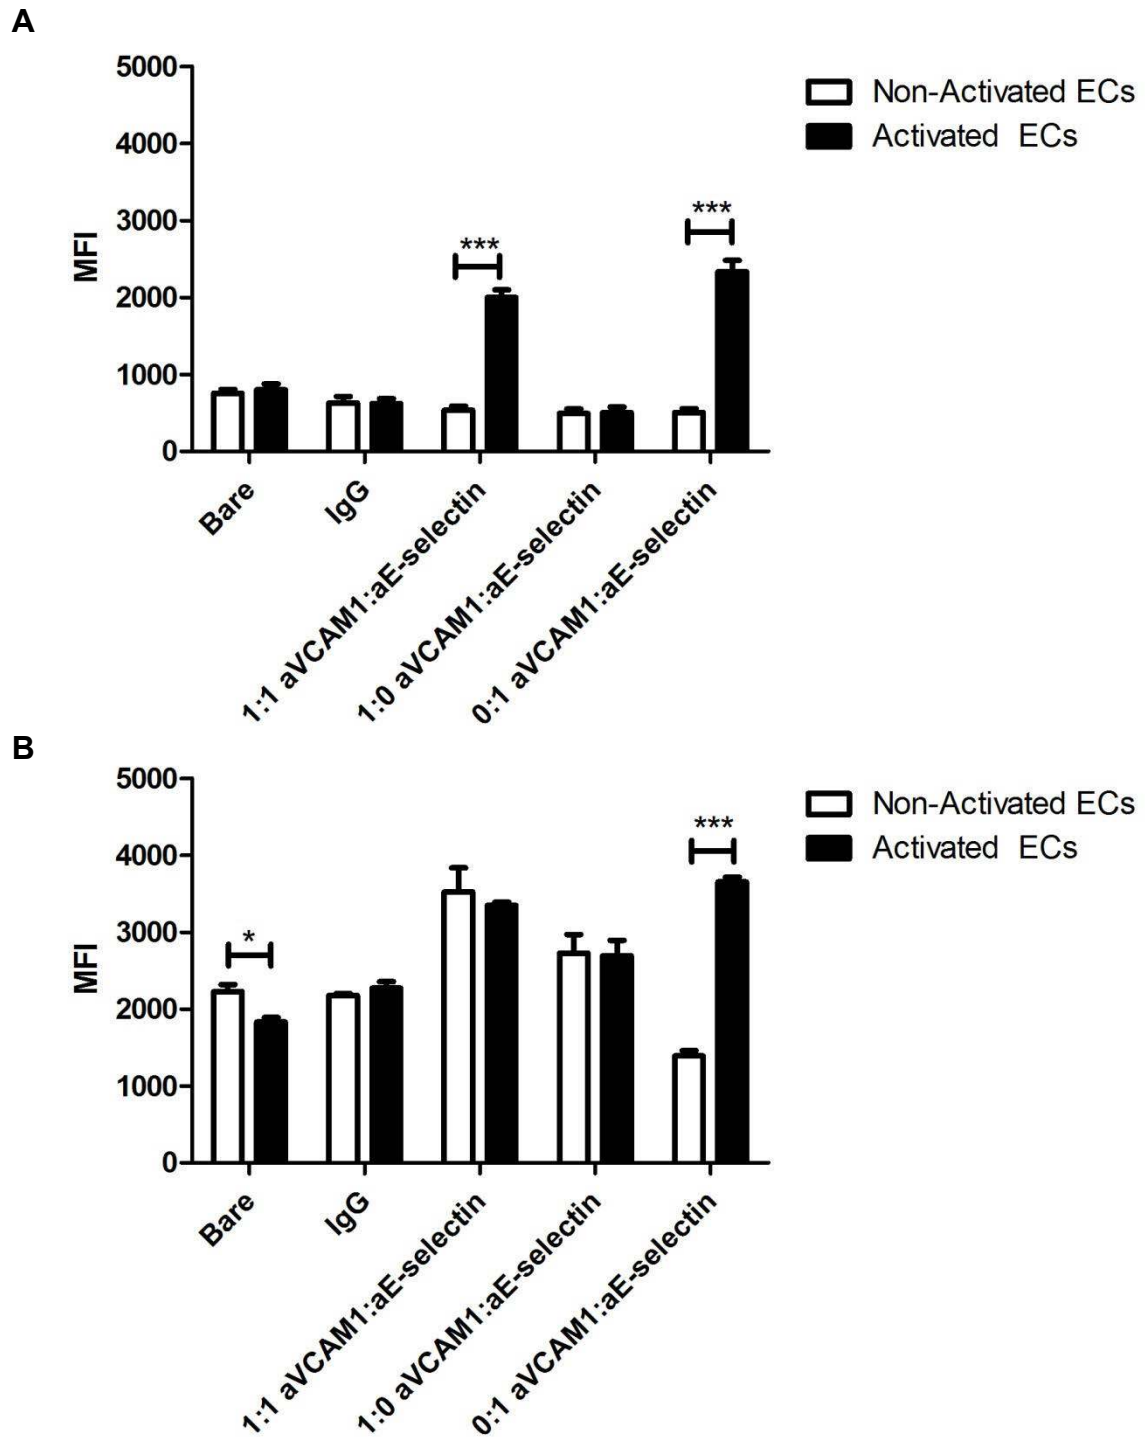 A
5000
4000
3000
2000
1000
0
MFI
Non-Activated ECs
Activated ECs
***
***
Bare
IgG
1:1 aVCAM1:aE-selectin
1:0 aVCAM1:aE-selectin
0:1 aVCAM1:aE-selectin
B
5000
4000
3000
2000
1000
0
MFI
Non-Activated ECs
Activated ECs
*
***
Bare
IgG
1:1 aVCAM1:aE-selectin
1:0 aVCAM1:aE-selectin
0:1 aVCAM1:aE-selectin